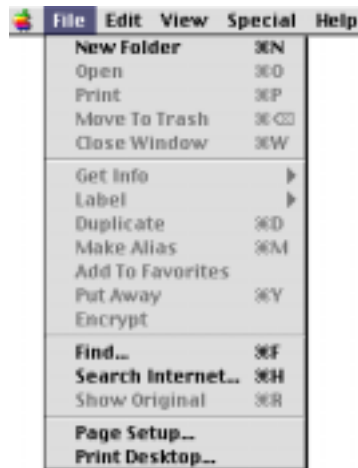 File Edit View Special Help
New Folder ⌘N
Open ⌘O
Print ⌘P
Move To Trash ⌘⌫
Close Window ⌘W
Get Info
Label
Duplicate ⌘D
Make Alias ⌘M
Add To Favorites
Put Away ⌘Y
Encrypt
Find... ⌘F
Search Internet... ⌘H
Show Original ⌘R
Page Setup...
Print Desktop...